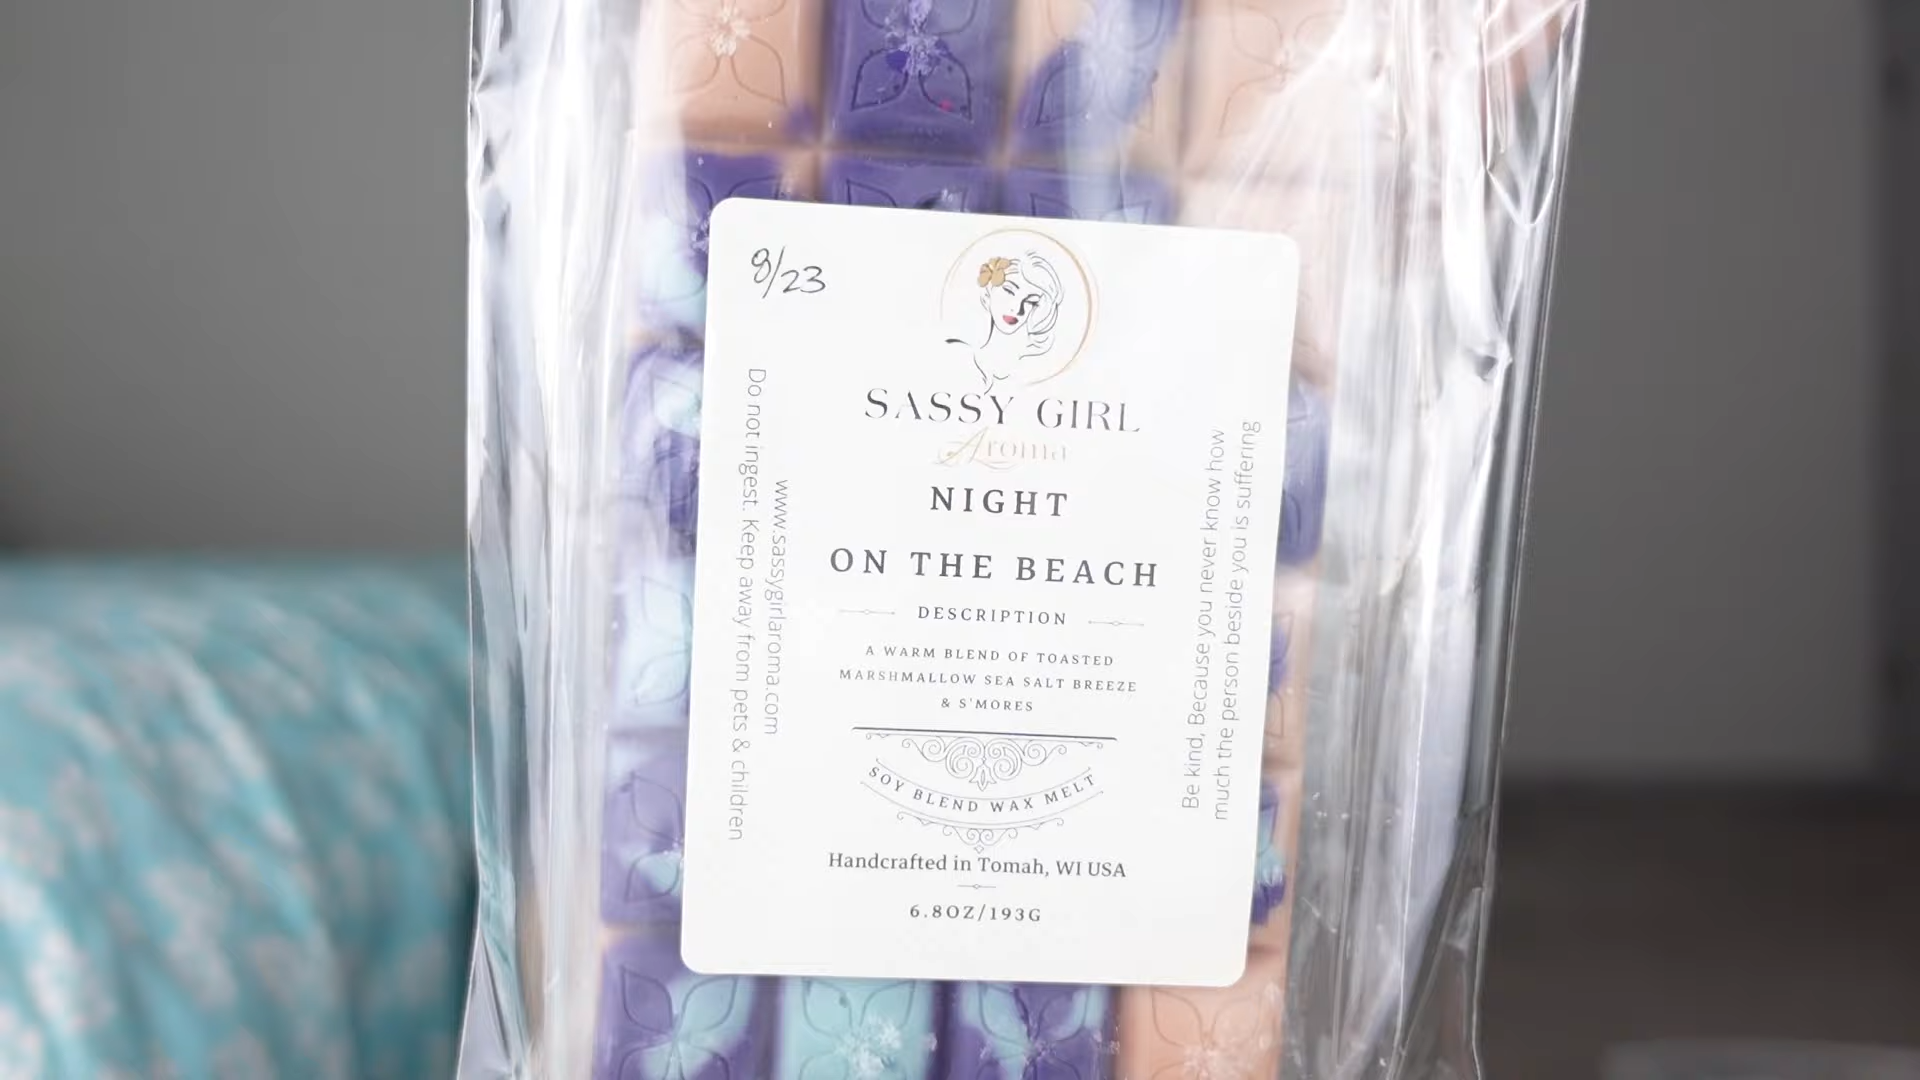 8/23
SASSY GIRL
Aroma
NIGHT
ON THE BEACH
DESCRIPTION
A WARM BLEND OF TOASTED
MARSHMALLOW SEA SALT BREEZE
& S'MORES
SOY BLEND WAX MELT
Handcrafted in Tomah, WI USA
6.8OZ/193G
www.sassygirlaroma.com
Do not ingest. Keep away from pets & children
Be kind, Because you never know how
much the person beside you is suffering